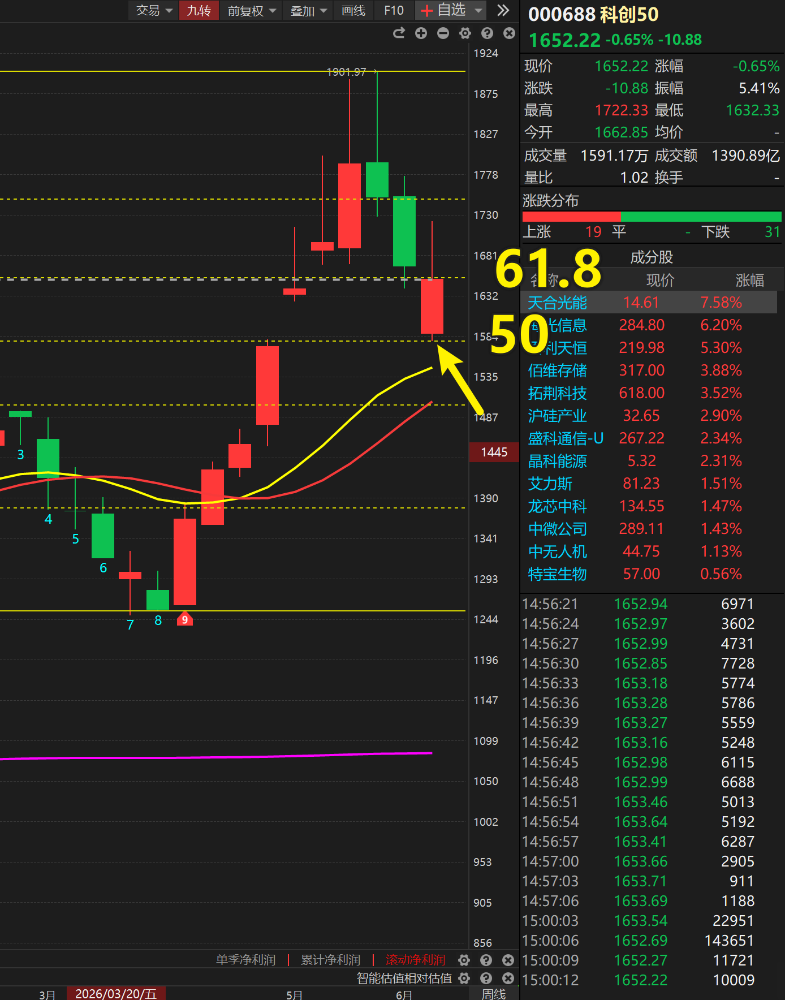 交易 九转 前复权 叠加 画线 F10 +自选
000688 科创50
1652.22 -0.65% -10.88
现价 1652.22 涨幅 -0.65%
涨跌 -10.88 振幅 5.41%
最高 1722.33 最低 1632.33
今开 1662.85 均价 -
成交量 1591.17万 成交额 1390.89亿
量比 1.02 换手 -
涨跌分布
上涨 19 平 - 下跌 31
成分股
现价 涨幅
天合光能 14.61 7.58%
光信息 284.80 6.20%
利天恒 219.98 5.30%
佰维存储 317.00 3.88%
拓荆科技 618.00 3.52%
沪硅产业 32.65 2.90%
盛科通信-U 267.22 2.34%
晶科能源 5.32 2.31%
艾力斯 81.23 1.51%
龙芯中科 134.55 1.47%
中微公司 289.11 1.43%
中无人机 44.75 1.13%
特宝生物 57.00 0.56%
14:56:21 1652.94 6971
14:56:24 1652.97 3602
14:56:27 1652.99 4731
14:56:30 1652.85 7728
14:56:33 1653.18 5774
14:56:36 1653.28 5786
14:56:39 1653.27 5559
14:56:42 1653.16 5248
14:56:45 1652.98 6115
14:56:48 1652.99 6688
14:56:51 1653.46 5013
14:56:54 1653.64 5192
14:56:57 1653.41 6287
14:57:00 1653.66 2905
14:57:03 1653.71 911
14:57:06 1653.69 1188
15:00:03 1653.54 22951
15:00:06 1652.69 143651
15:00:09 1652.27 11721
15:00:12 1652.22 10009
1924
1901.97
1875
1827
1778
1730
1681
61.8
1632
1584
50
1535
1487
1445
1390
1341
1293
1244
1196
1147
1099
1050
1002
953
905
856
3
4
5
6
7
8
9
单季净利润 累计净利润 滚动净利润
智能估值相对估值
3月 2026/03/20/五 5月 6月 周线